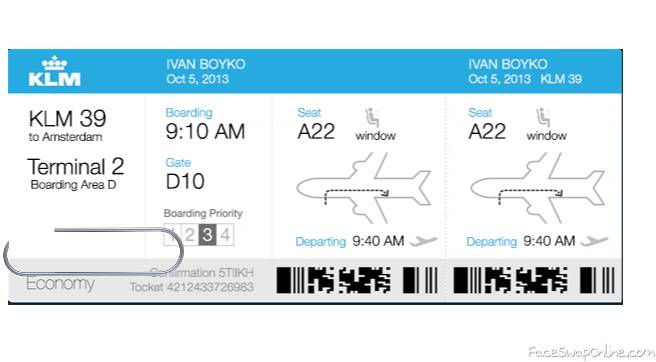 KLM
IVAN BOYKO
Oct 5, 2013
IVAN BOYKO
Oct 5, 2013 KLM 39
KLM 39
to Amsterdam
Terminal 2
Boarding Area D
Boarding
9:10 AM
Gate
D10
Boarding Priority
2 3 4
Seat
A22
window
Departing 9:40 AM
Seat
A22
window
Departing 9:40 AM
Economy
Confirmation 5TIIKH
Tocket 4212433726983
FaceSwapOnline.com